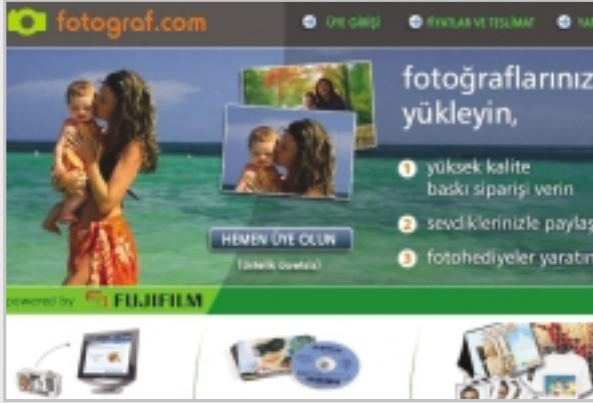 fotograf.com
ÜYE GİRİŞİ
FİYATLAR VE TESLİMAT
fotoğraflarınız
yükleyin,
1 yüksek kalite
baskı siparişi verin
2 sevdiklerinizle paylaş
3 fotohediyeler yaratın
HEMEN ÜYE OLUN
(Üstelik ücretsiz)
powered by FUJIFILM